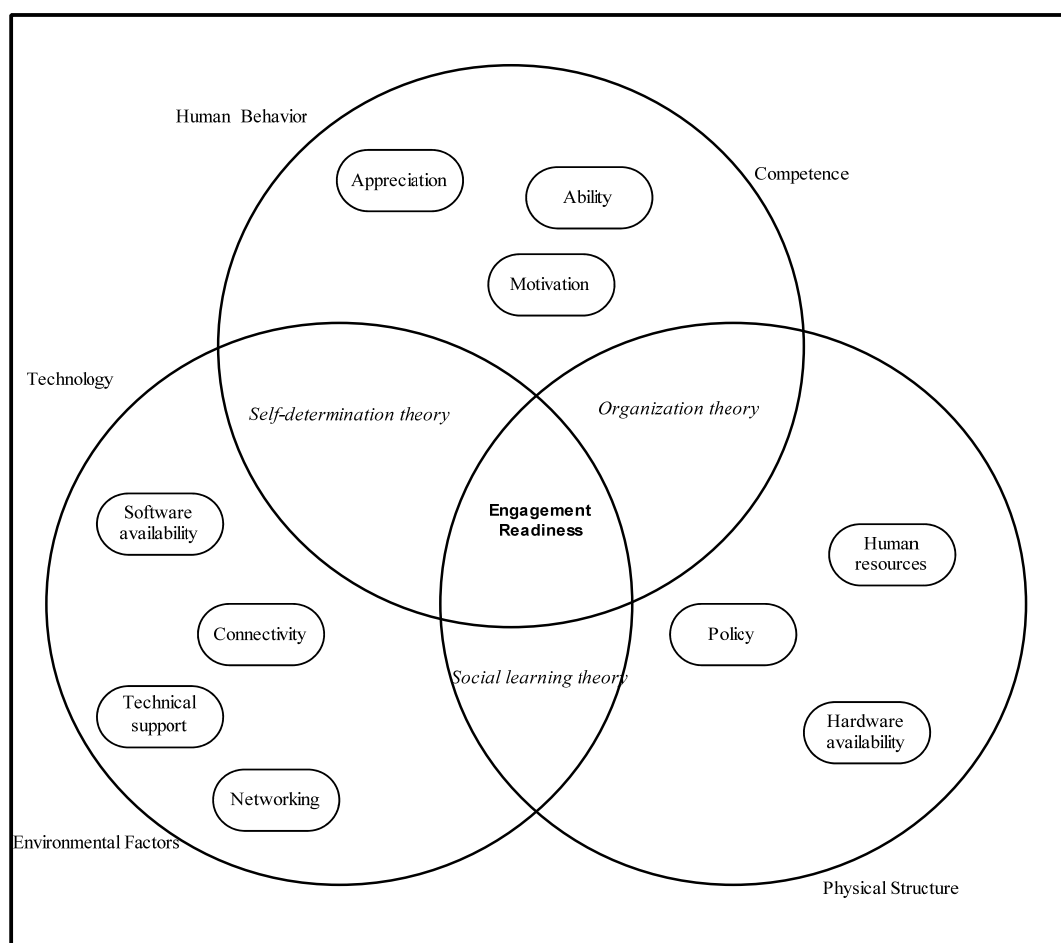 Human Behavior
Appreciation
Competence
Ability
Motivation
Technology
Self-determination theory
Organization theory
Software
availability
Engagement
Readiness
Human
resources
Connectivity
Policy
Social learning theory
Technical
support
Hardware
availability
Networking
Environmental Factors
Physical Structure